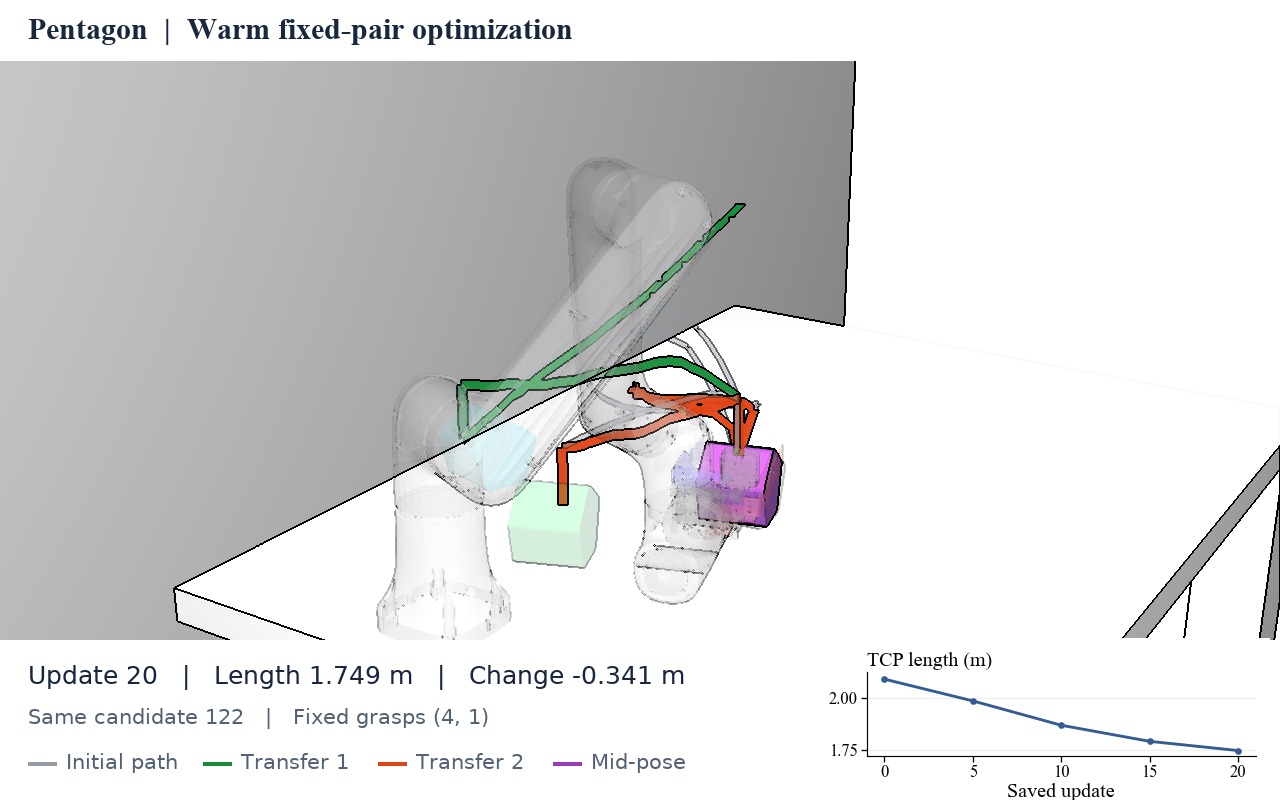 Pentagon | Warm fixed-pair optimization
Update 20 | Length 1.749 m | Change -0.341 m
Same candidate 122 | Fixed grasps (4, 1)
Initial path
Transfer 1
Transfer 2
Mid-pose
TCP length (m)
2.00
1.75
0 5 10 15 20
Saved update